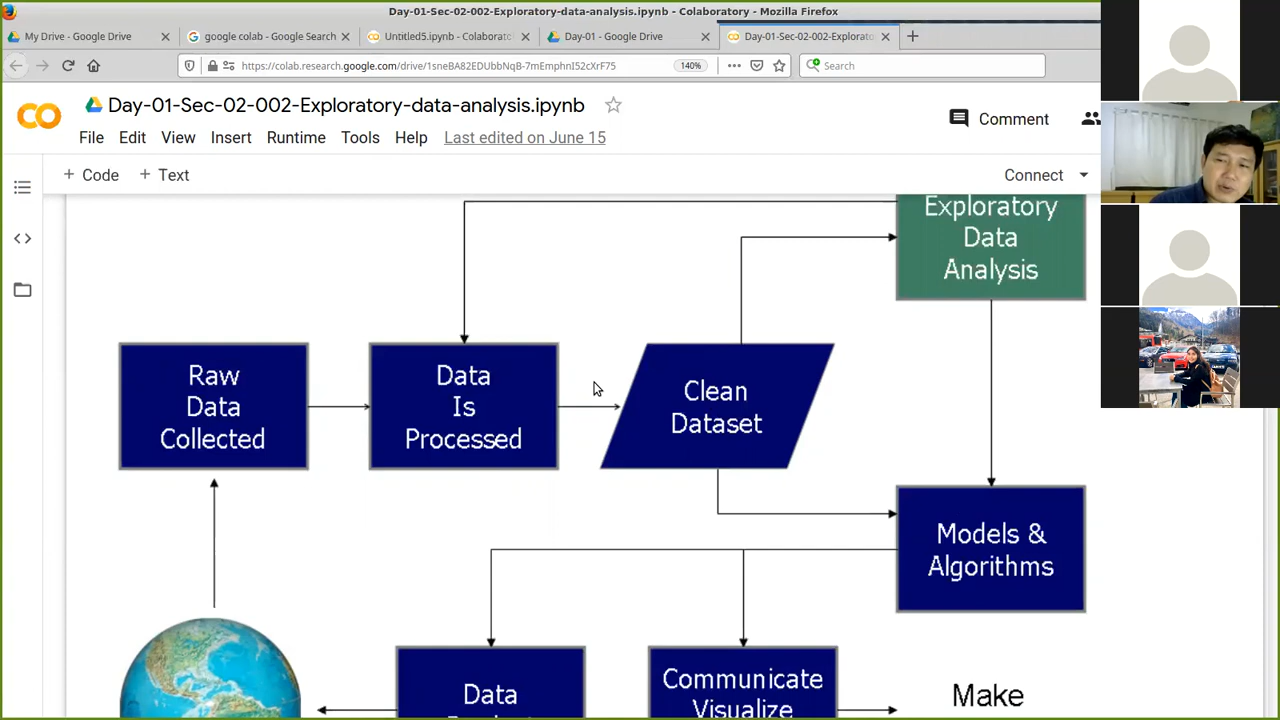 Day-01-Sec-02-002-Exploratory-data-analysis.ipynb - Colaboratory - Mozilla Firefox
My Drive - Google Drive
google colab - Google Search
Untitled5.ipynb - Colaborat
Day-01 - Google Drive
Day-01-Sec-02-002-Explorato
https://colab.research.google.com/drive/1sneBA82EDUbbNqB-7mEmphnI52cXrF75
140%
Search
Day-01-Sec-02-002-Exploratory-data-analysis.ipynb
Comment
File Edit View Insert Runtime Tools Help Last edited on June 15
+ Code + Text
Connect
Exploratory
Data
Analysis
Raw
Data
Collected
Data
Is
Processed
Clean
Dataset
Models &
Algorithms
Data
Communicate
Visualize
Make